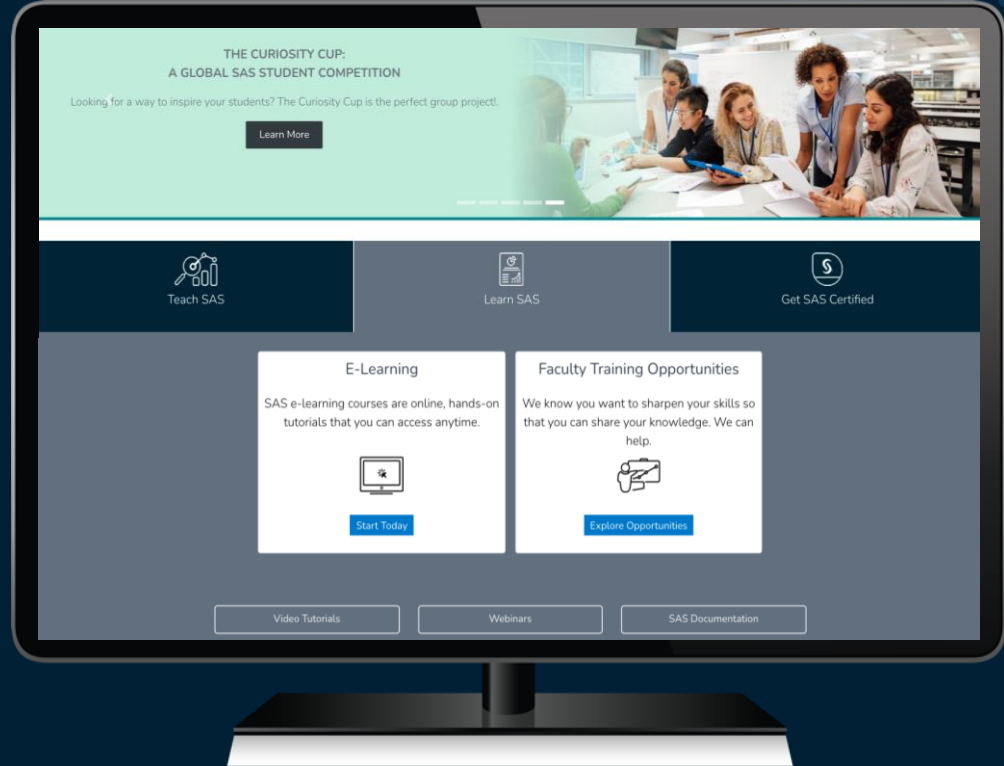 THE CURIOSITY CUP:
A GLOBAL SAS STUDENT COMPETITION
Looking for a way to inspire your students? The Curiosity Cup is the perfect group project!.
Learn More
Teach SAS
Learn SAS
Get SAS Certified
E-Learning
SAS e-learning courses are online, hands-on
tutorials that you can access anytime.
Start Today
Faculty Training Opportunities
We know you want to sharpen your skills so
that you can share your knowledge. We can
help.
Explore Opportunities
Video Tutorials
Webinars
SAS Documentation